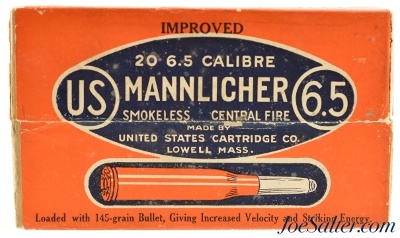 IMPROVED
20 6.5 CALIBRE
US MANNLICHER 6.5
SMOKELESS CENTRAL FIRE
MADE BY
UNITED STATES CARTRIDGE CO.
LOWELL MASS.
Loaded with 145-grain Bullet, Giving Increased Velocity and Striking Energy.
JoeSalter.com